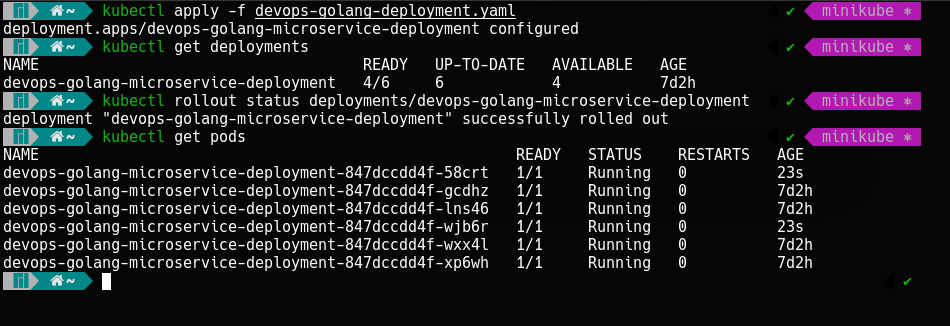 ~ kubectl apply -f devops-golang-deployment.yaml ✔ minikube ⎈
deployment.apps/devops-golang-microservice-deployment configured
~ kubectl get deployments ✔ minikube ⎈
NAME READY UP-TO-DATE AVAILABLE AGE
devops-golang-microservice-deployment 4/6 6 4 7d2h
~ kubectl rollout status deployments/devops-golang-microservice-deployment ✔ minikube ⎈
deployment "devops-golang-microservice-deployment" successfully rolled out
~ kubectl get pods ✔ minikube ⎈
NAME READY STATUS RESTARTS AGE
devops-golang-microservice-deployment-847dccdd4f-58crt 1/1 Running 0 23s
devops-golang-microservice-deployment-847dccdd4f-gcdhz 1/1 Running 0 7d2h
devops-golang-microservice-deployment-847dccdd4f-lns46 1/1 Running 0 7d2h
devops-golang-microservice-deployment-847dccdd4f-wjb6r 1/1 Running 0 23s
devops-golang-microservice-deployment-847dccdd4f-wxx4l 1/1 Running 0 7d2h
devops-golang-microservice-deployment-847dccdd4f-xp6wh 1/1 Running 0 7d2h
~ ✔